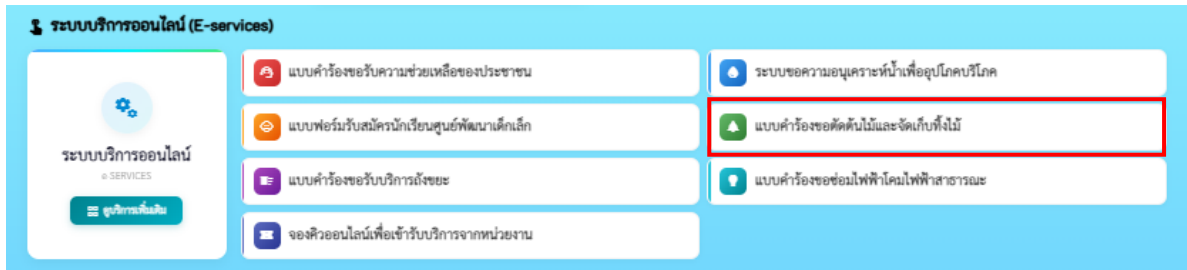 ระบบบริการออนไลน์ (E-services)
แบบคำร้องขอรับความช่วยเหลือของประชาชน
ระบบขอความอนุเคราะห์น้ำเพื่ออุปโภคบริโภค
แบบฟอร์มรับสมัครนักเรียนศูนย์พัฒนาเด็กเล็ก
แบบคำร้องขอตัดต้นไม้และจัดเก็บกิ่งไม้
ระบบบริการออนไลน์
e SERVICES
แบบคำร้องขอรับบริการถังขยะ
แบบคำร้องขอซ่อมไฟฟ้าโคมไฟฟ้าสาธารณะ
ดูบริการเพิ่มเติม
จองคิวออนไลน์เพื่อเข้ารับบริการจากหน่วยงาน